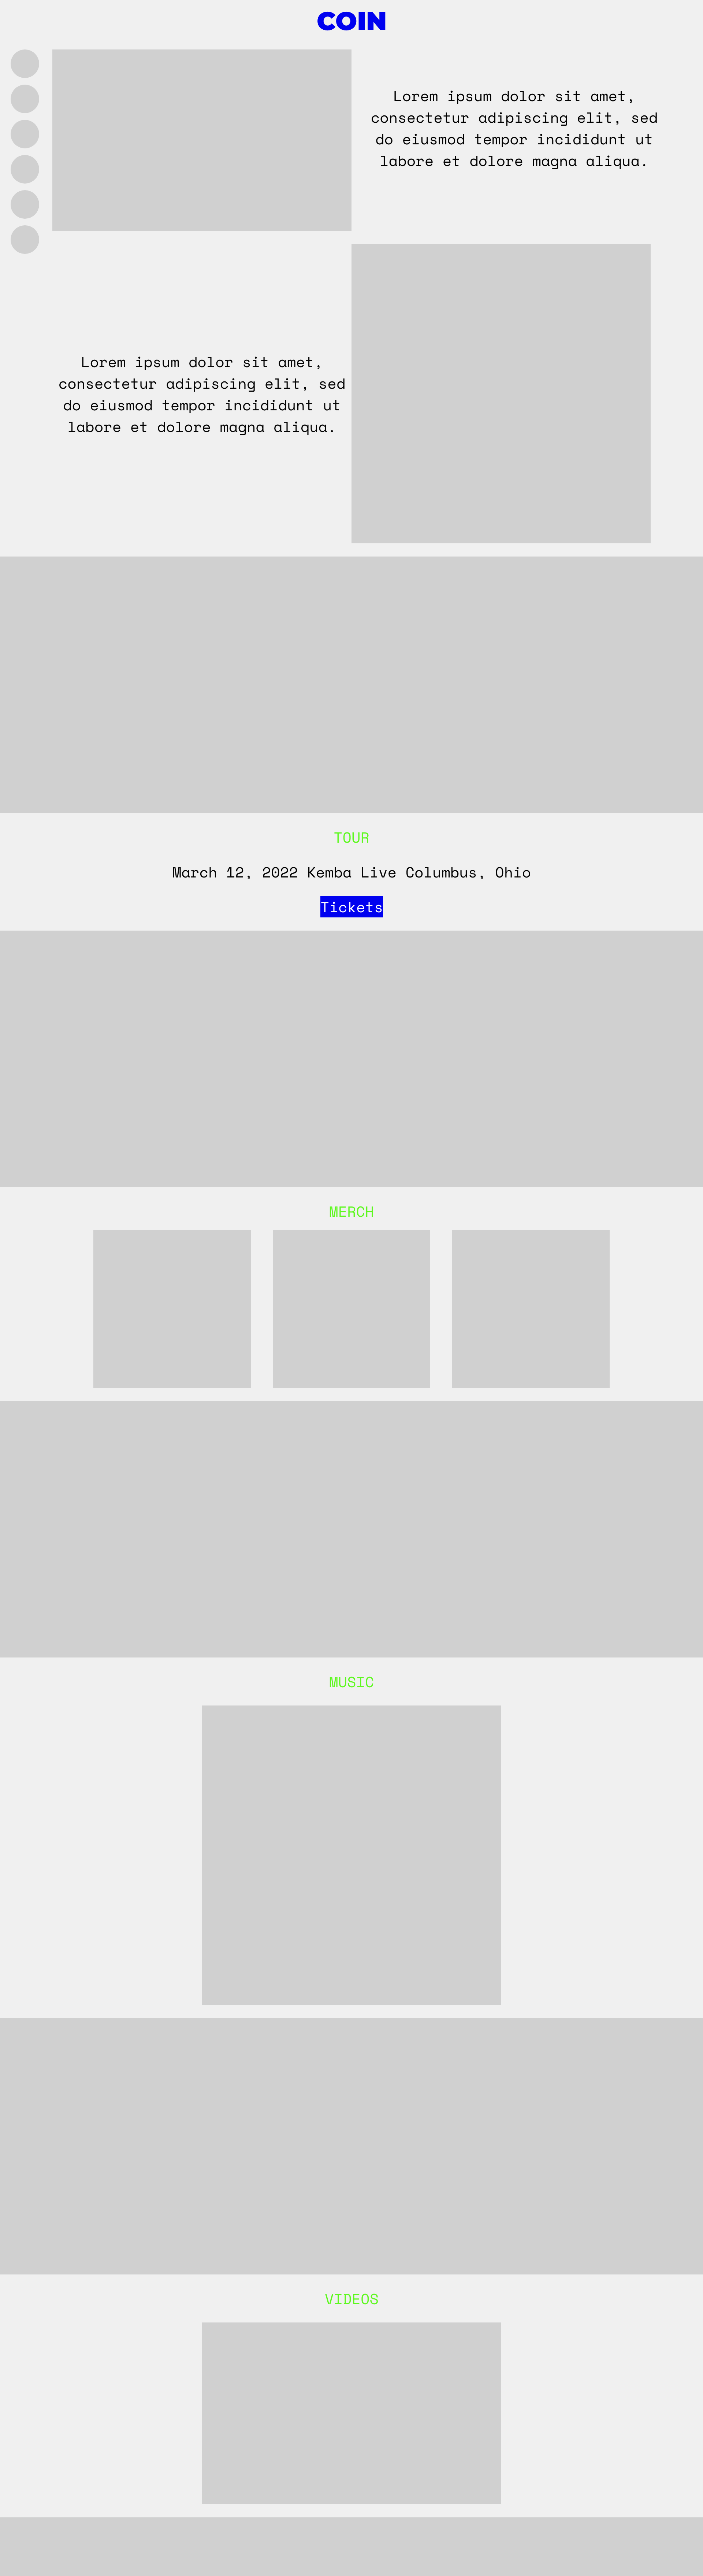 COIN
Lorem ipsum dolor sit amet,
consectetur adipiscing elit, sed
do eiusmod tempor incididunt ut
labore et dolore magna aliqua.
Lorem ipsum dolor sit amet,
consectetur adipiscing elit, sed
do eiusmod tempor incididunt ut
labore et dolore magna aliqua.
TOUR
March 12, 2022 Kemba Live Columbus, Ohio
Tickets
MERCH
MUSIC
VIDEOS